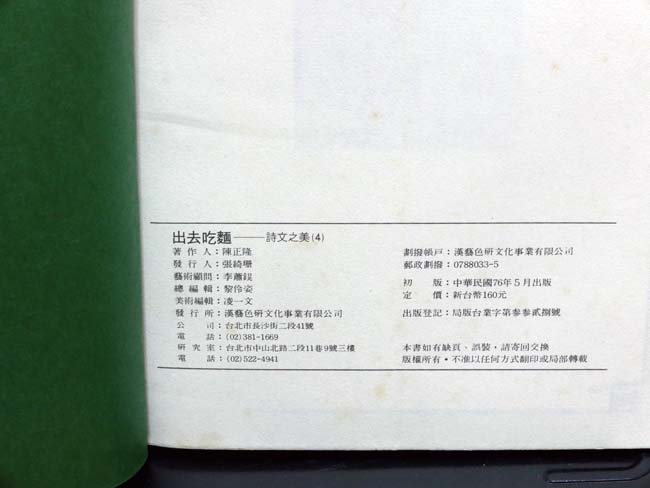 出去吃麵——詩文之美(4)
著作人:陳正隆
發行人:張綺珊
藝術顧問:李蕭錕
總編輯:黎伶姿
美術編輯:凌一文
發行所:漢藝色研文化事業有限公司
公司:台北市長沙街二段41號
電話:(02)381-1669
研究室:台北市中山北路二段11巷9號三樓
電話:(02)522-4941
劃撥帳戶:漢藝色研文化事業有限公司
郵政劃撥:0788033-5
初版:中華民國76年5月出版
定價:新台幣160元
出版登記:局版台業字第參參貳捌號
本書如有缺頁、誤裝,請寄回交換
版權所有・不准以任何方式翻印或局部轉載